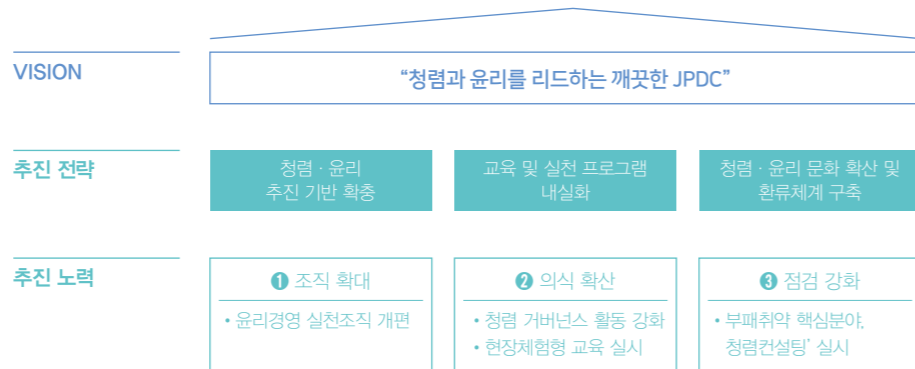 VISION
“청렴과 윤리를 리드하는 깨끗한 JPDC”
추진 전략
청렴 · 윤리
추진 기반 확충
교육 및 실천 프로그램
내실화
청렴 · 윤리 문화 확산 및
환류체계 구축
추진 노력
❶ 조직 확대
• 윤리경영 실천조직 개편
❷ 의식 확산
• 청렴 거버넌스 활동 강화
• 현장체험형 교육 실시
❸ 점검 강화
• 부패취약 핵심분야,
청렴컨설팅’ 실시